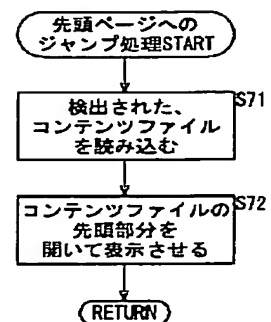 先頭ページへの
ジャンプ処理START
S71
検出された、
コンテンツファイル
を読み込む
S72
コンテンツファイルの
先頭部分を
開いて表示させる
RETURN